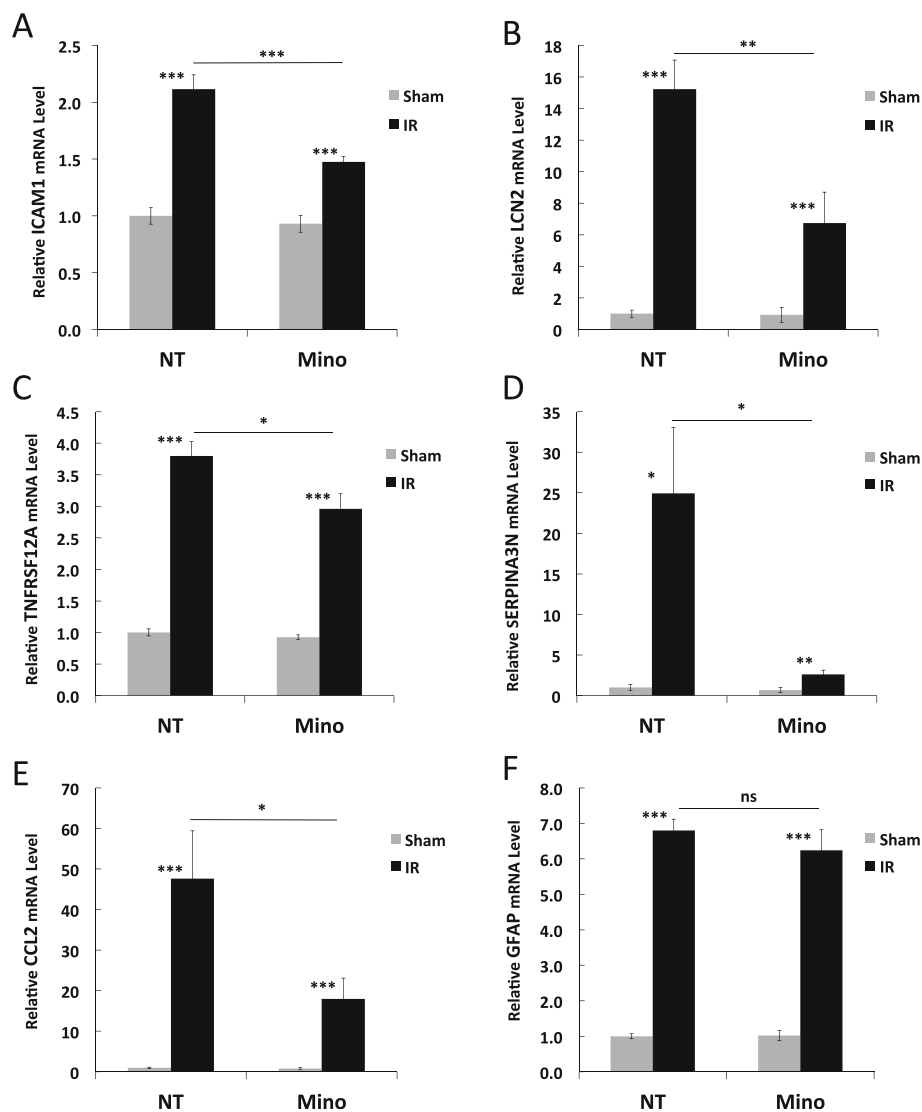 A
Relative ICAM1 mRNA Level
2.5
2.0
1.5
1.0
0.5
0.0
***
***
***
Sham
IR
NT Mino
B
Relative LCN2 mRNA Level
18
16
14
12
10
8
6
4
2
0
**
***
***
Sham
IR
NT Mino
C
Relative TNFRSF12A mRNA Level
4.5
4.0
3.5
3.0
2.5
2.0
1.5
1.0
0.5
0.0
*
***
***
Sham
IR
NT Mino
D
Relative SERPINA3N mRNA Level
35
30
25
20
15
10
5
0
*
*
**
Sham
IR
NT Mino
E
Relative CCL2 mRNA Level
70
60
50
40
30
20
10
0
*
***
***
Sham
IR
NT Mino
F
Relative GFAP mRNA Level
8.0
7.0
6.0
5.0
4.0
3.0
2.0
1.0
0.0
ns
***
***
Sham
IR
NT Mino